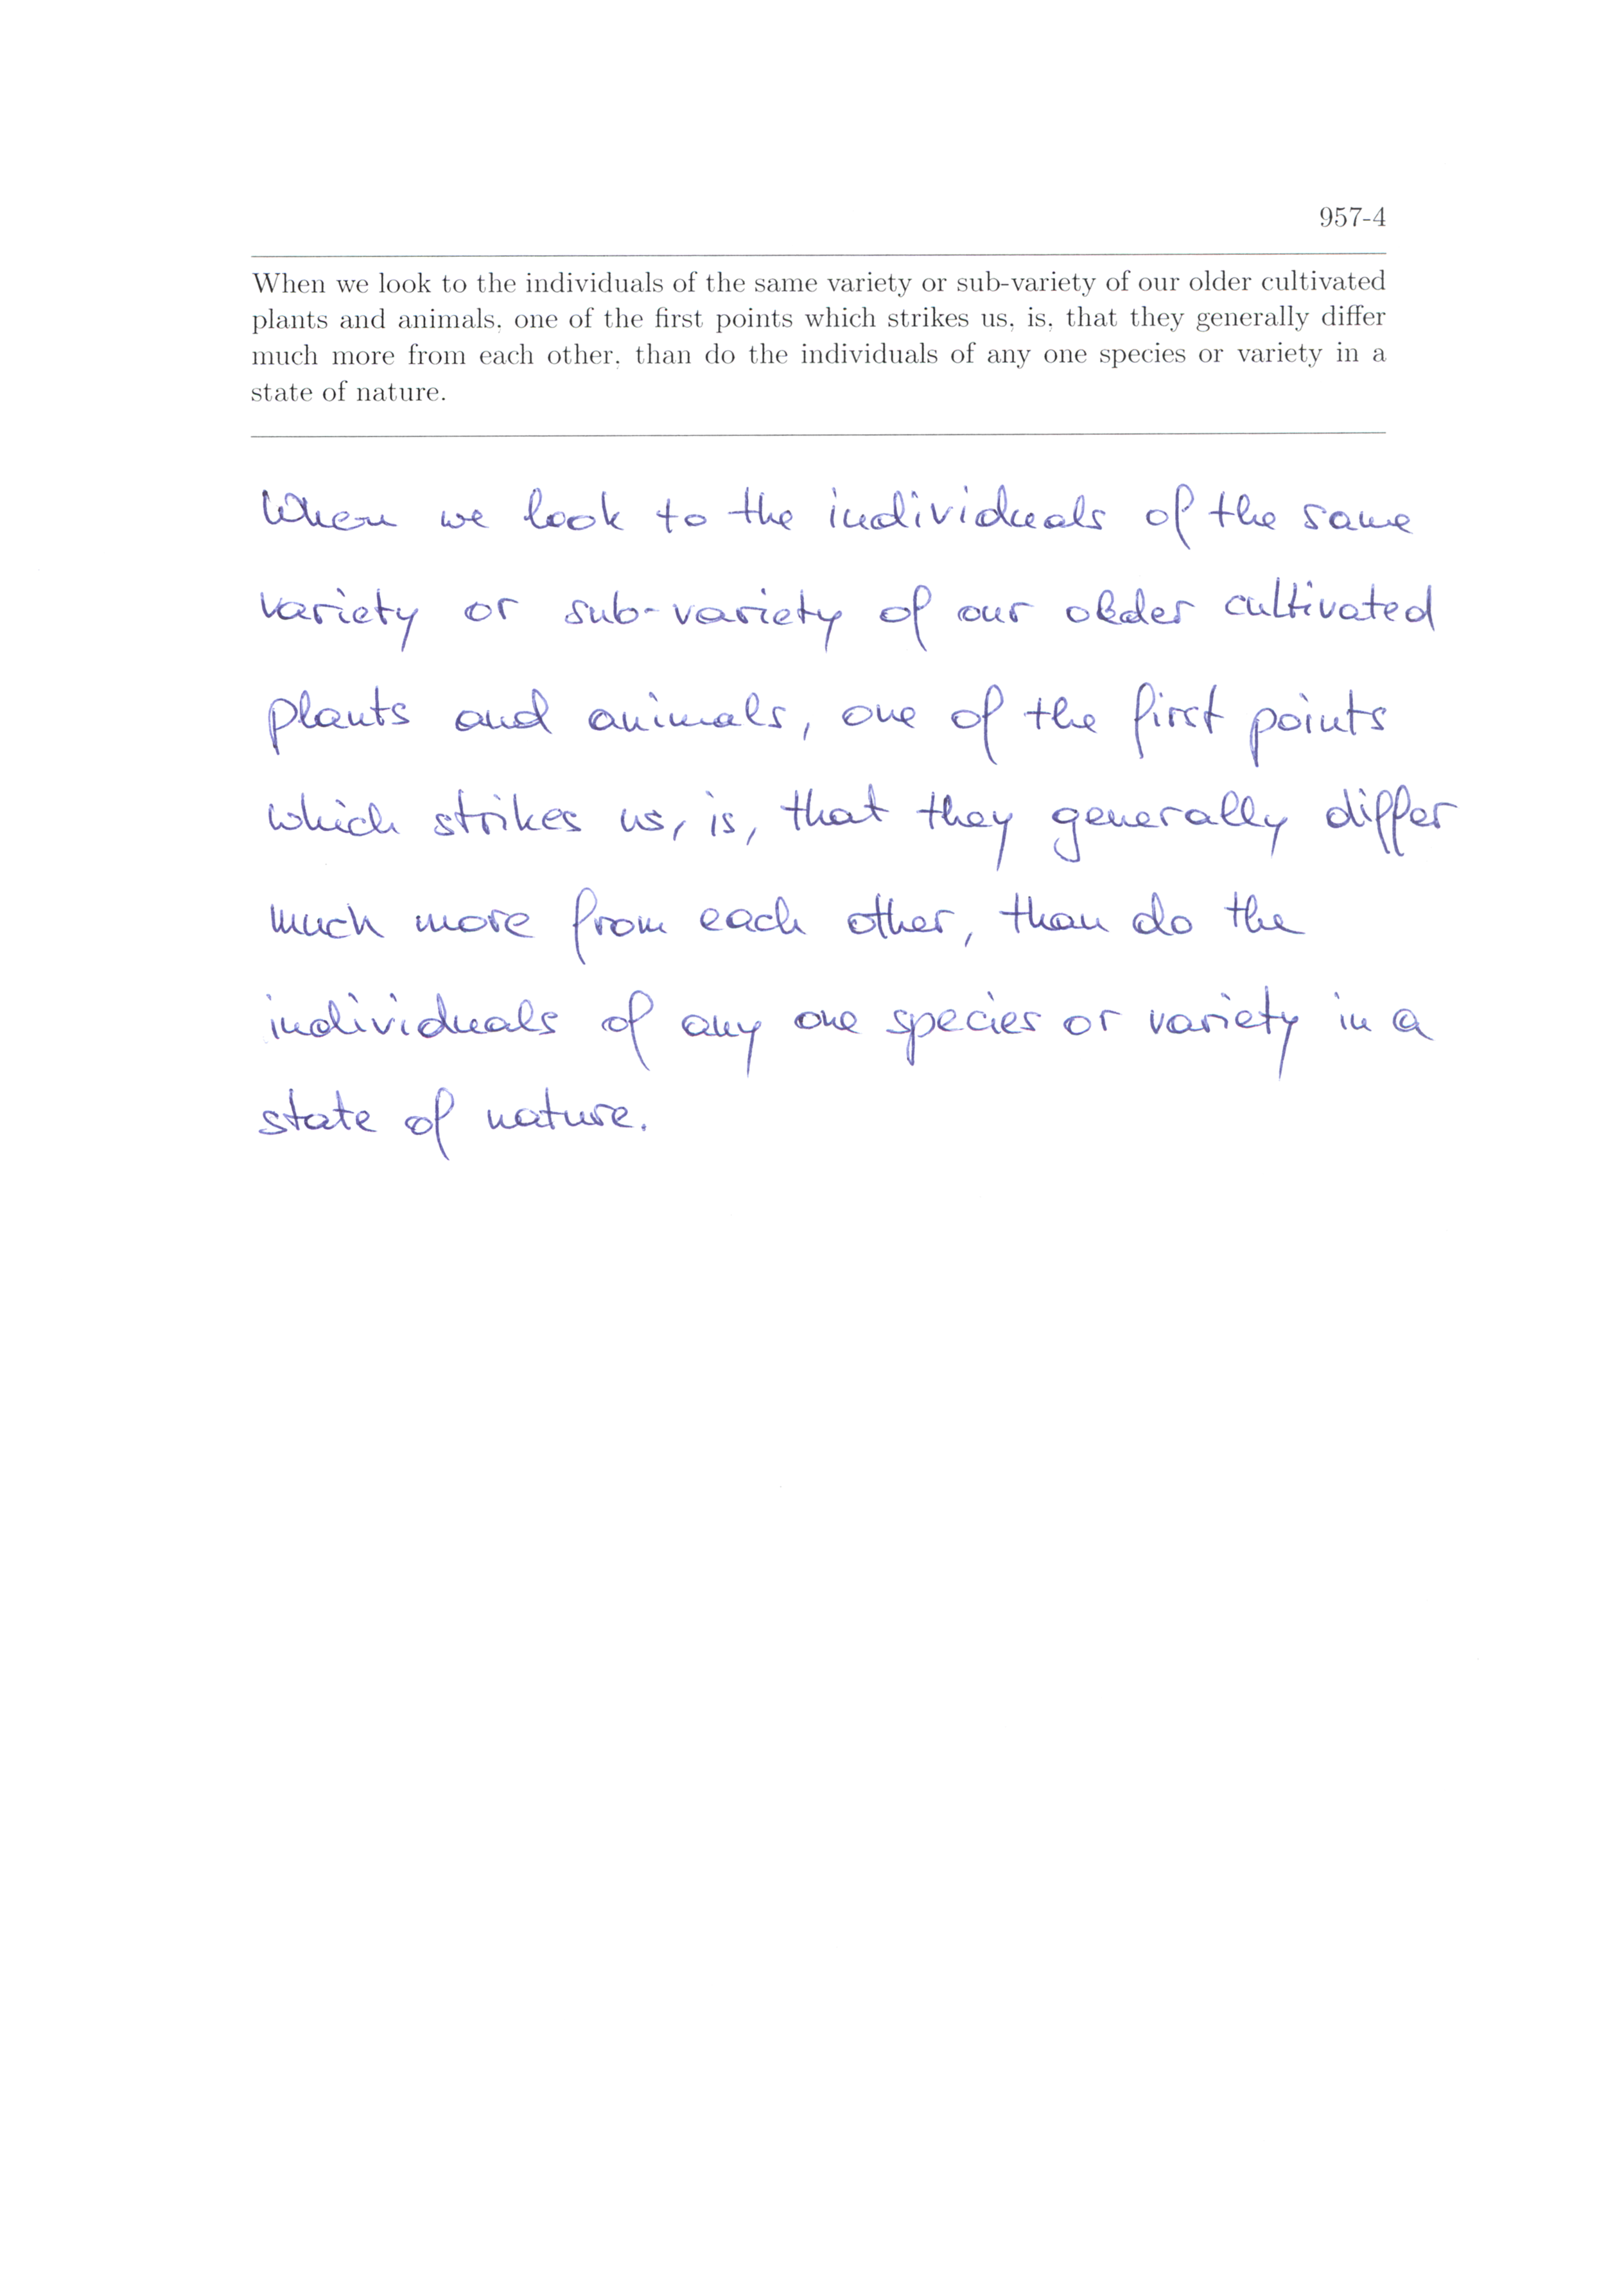 957-4
When we look to the individuals of the same variety or sub-variety of our older cultivated
plants and animals, one of the first points which strikes us, is, that they generally differ
much more from each other, than do the individuals of any one species or variety in a
state of nature.
When we look to the individuals of the same
variety or sub-variety of our older cultivated
plants and animals, one of the first points
which strikes us, is, that they generally differ
much more from each other, than do the
individuals of any one species or variety in a
state of nature.